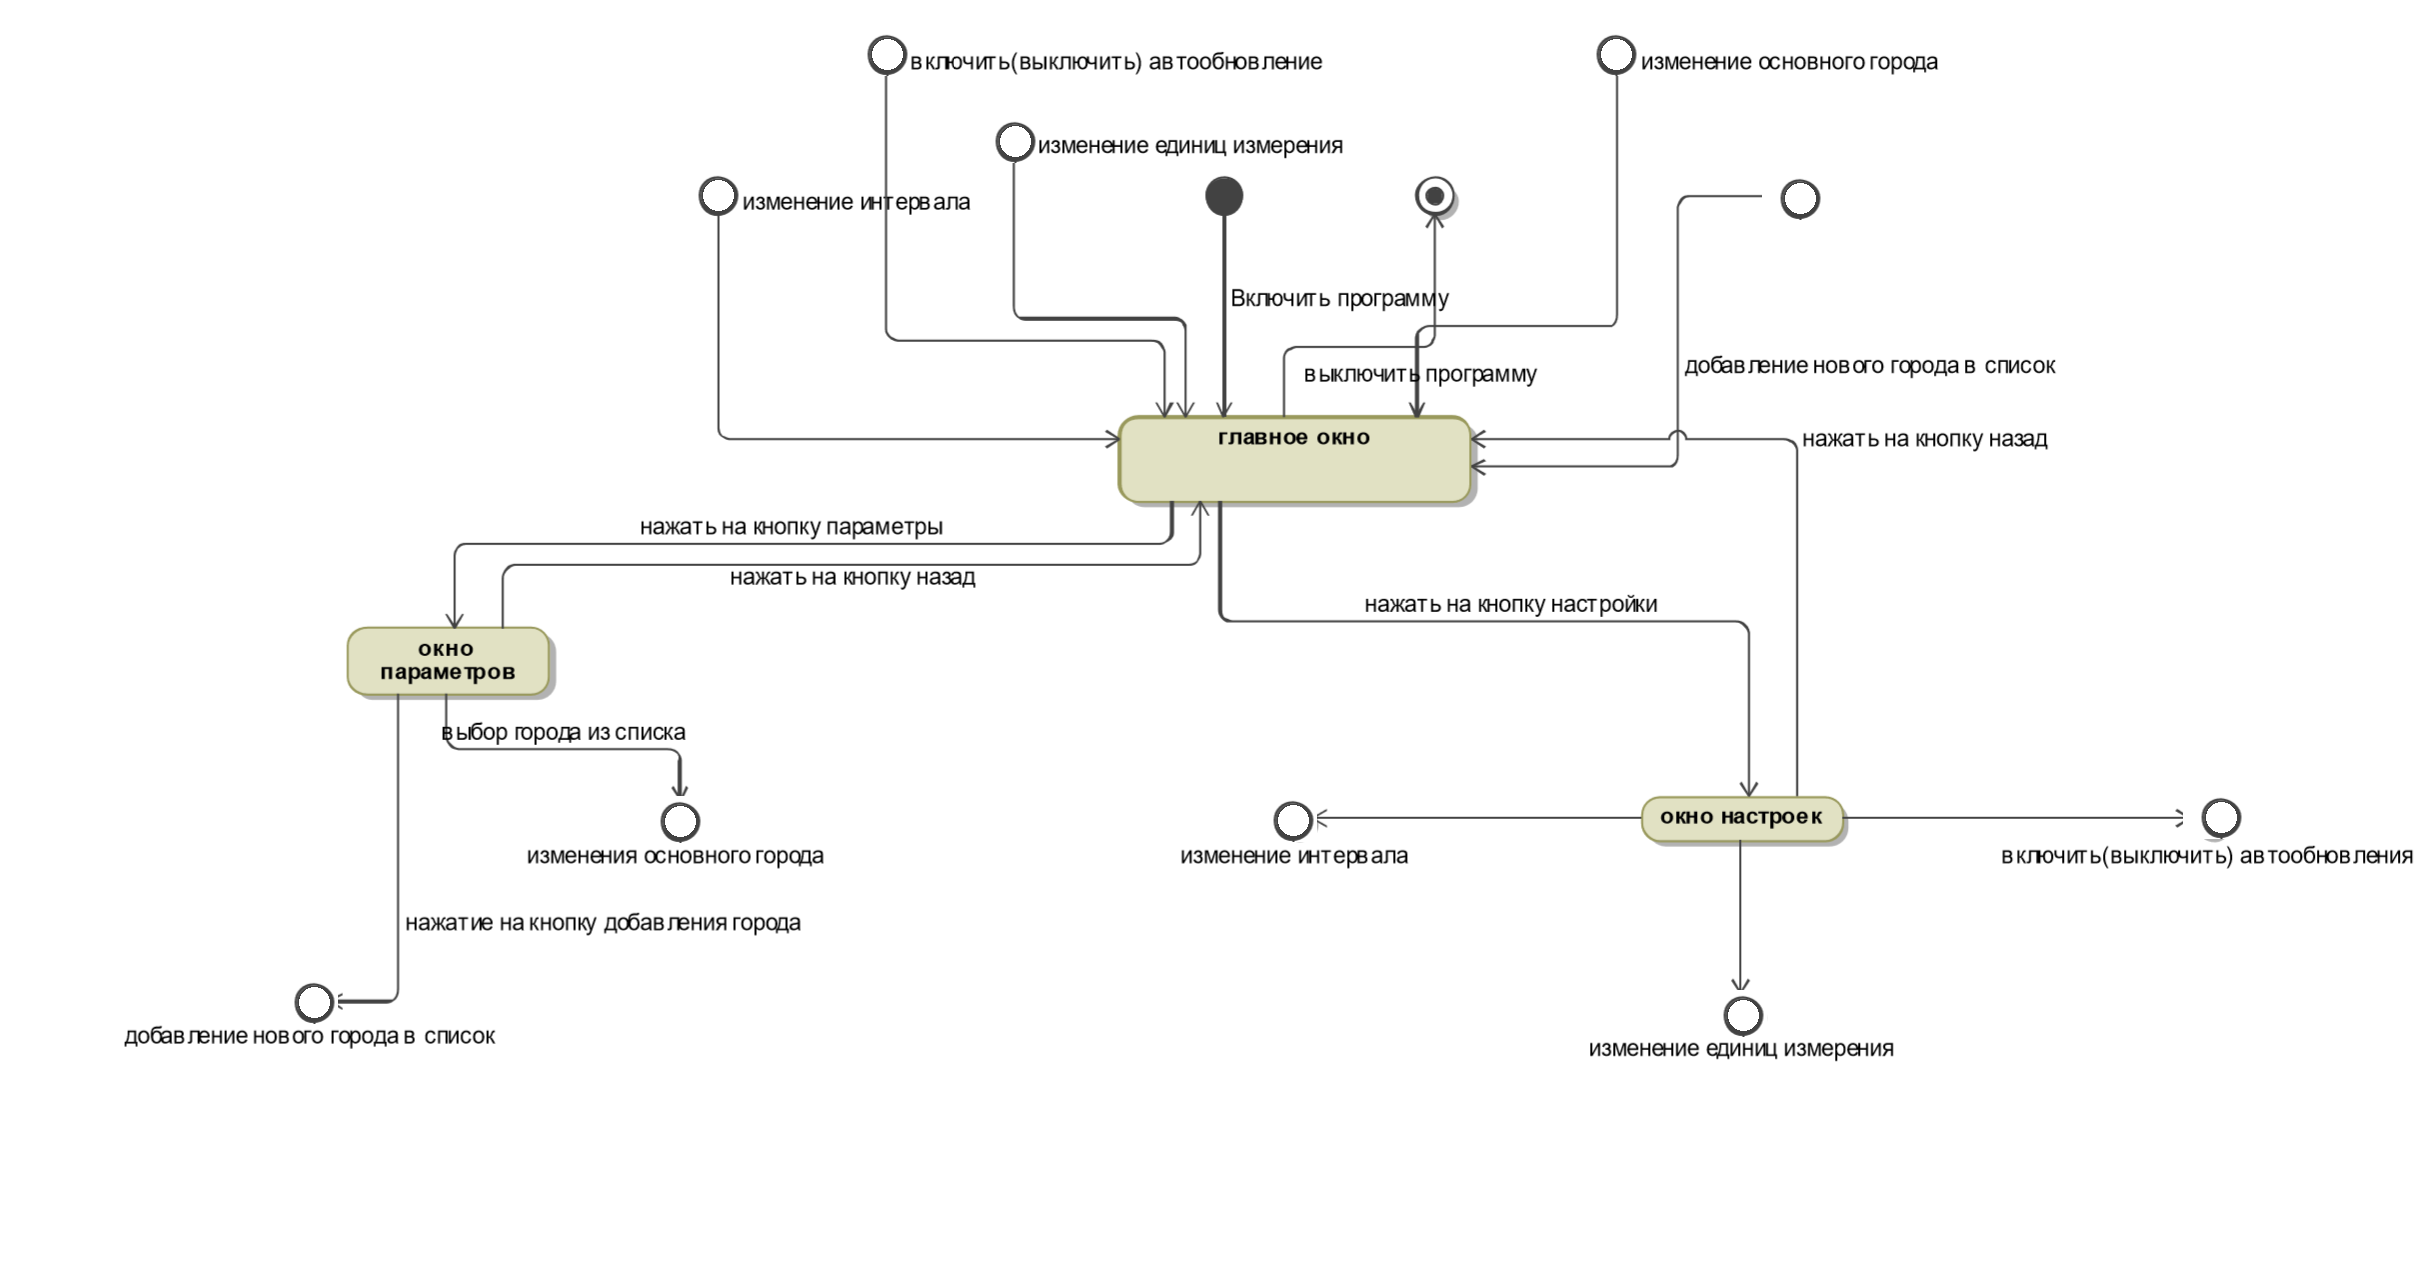 включить(выключить) автообновление
изменение основного города
изменение единиц измерения
изменение интервала
Включить программу
выключить программу
добавление нового города в список
главное окно
нажать на кнопку назад
нажать на кнопку параметры
нажать на кнопку назад
нажать на кнопку настройки
окно
параметров
выбор города из списка
окно настроек
изменения основного города
изменение интервала
включить(выключить) автообновления
нажатие на кнопку добавления города
добавление нового города в список
изменение единиц измерения